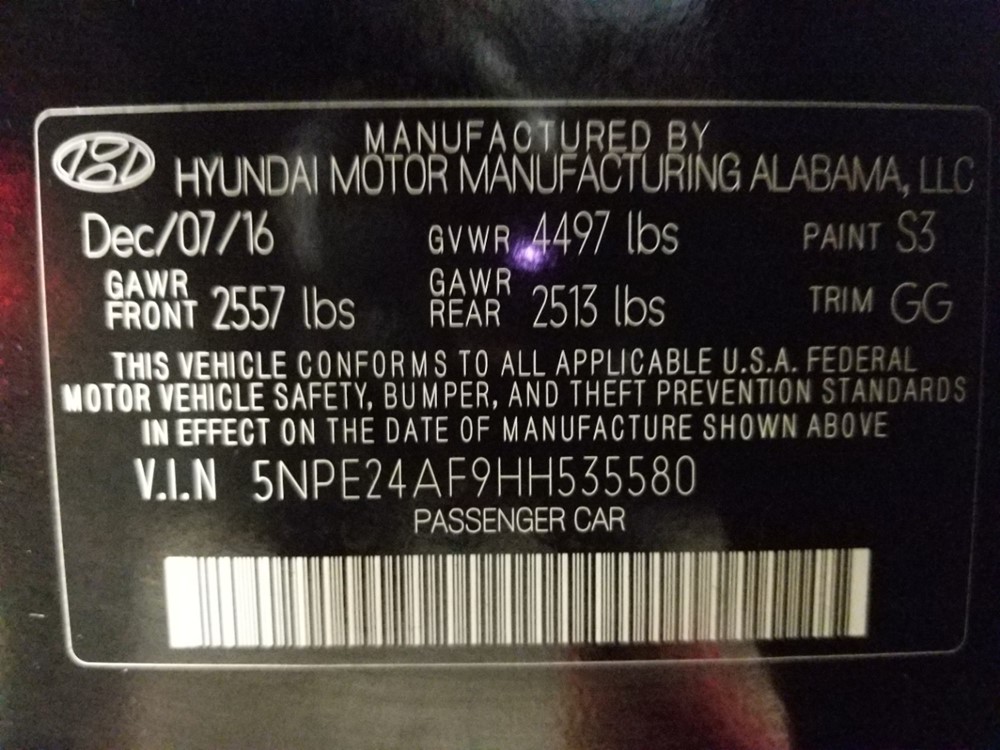 MANUFACTURED BY
HYUNDAI MOTOR MANUFACTURING ALABAMA, LLC
Dec/07/16 GVWR 4497 lbs PAINT S3
GAWR FRONT 2557 lbs GAWR REAR 2513 lbs TRIM GG
THIS VEHICLE CONFORMS TO ALL APPLICABLE U.S.A. FEDERAL
MOTOR VEHICLE SAFETY, BUMPER, AND THEFT PREVENTION STANDARDS
IN EFFECT ON THE DATE OF MANUFACTURE SHOWN ABOVE
V.I.N 5NPE24AF9HH535580
PASSENGER CAR